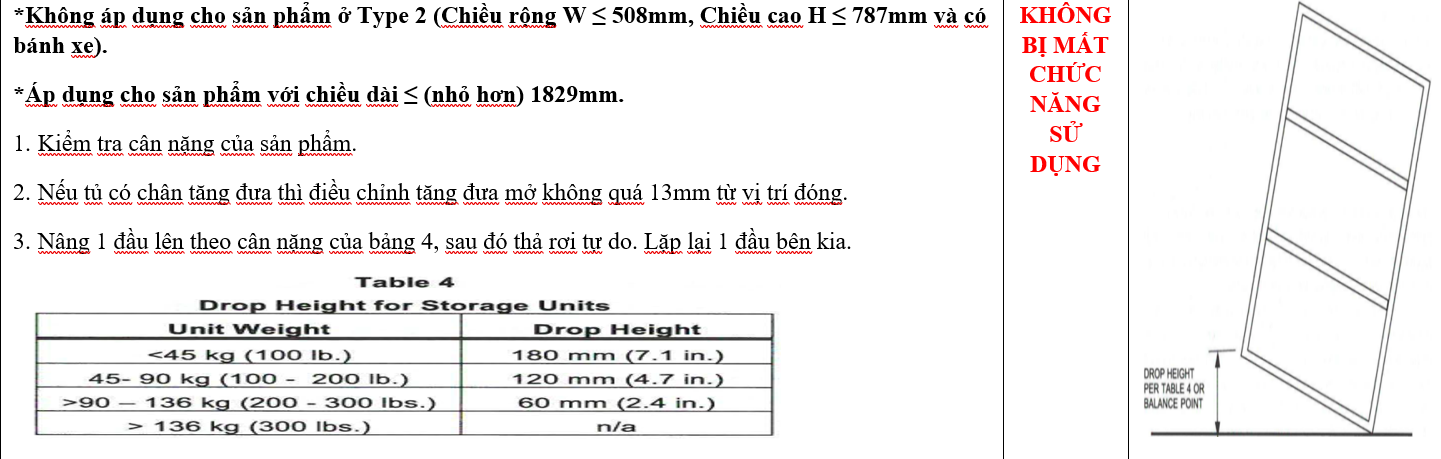 *Không áp dụng cho sản phẩm ở Type 2 (Chiều rộng W ≤ 508mm, Chiều cao H ≤ 787mm và có
bánh xe).
*Áp dụng cho sản phẩm với chiều dài ≤ (nhỏ hơn) 1829mm.
1. Kiểm tra cân nặng của sản phẩm.
2. Nếu tủ có chân tăng đưa thì điều chỉnh tăng đưa mở không quá 13mm từ vị trí đóng.
3. Nâng 1 đầu lên theo cân nặng của bảng 4, sau đó thả rơi tự do. Lặp lại 1 đầu bên kia.
Table 4
Drop Height for Storage Units
Unit Weight Drop Height
<45 kg (100 lb.) 180 mm (7.1 in.)
45- 90 kg (100 - 200 lb.) 120 mm (4.7 in.)
>90 – 136 kg (200 - 300 lbs.) 60 mm (2.4 in.)
> 136 kg (300 lbs.) n/a
KHÔNG
BỊ MẤT
CHỨC
NĂNG
SỬ
DỤNG
DROP HEIGHT
PER TABLE 4 OR
BALANCE POINT